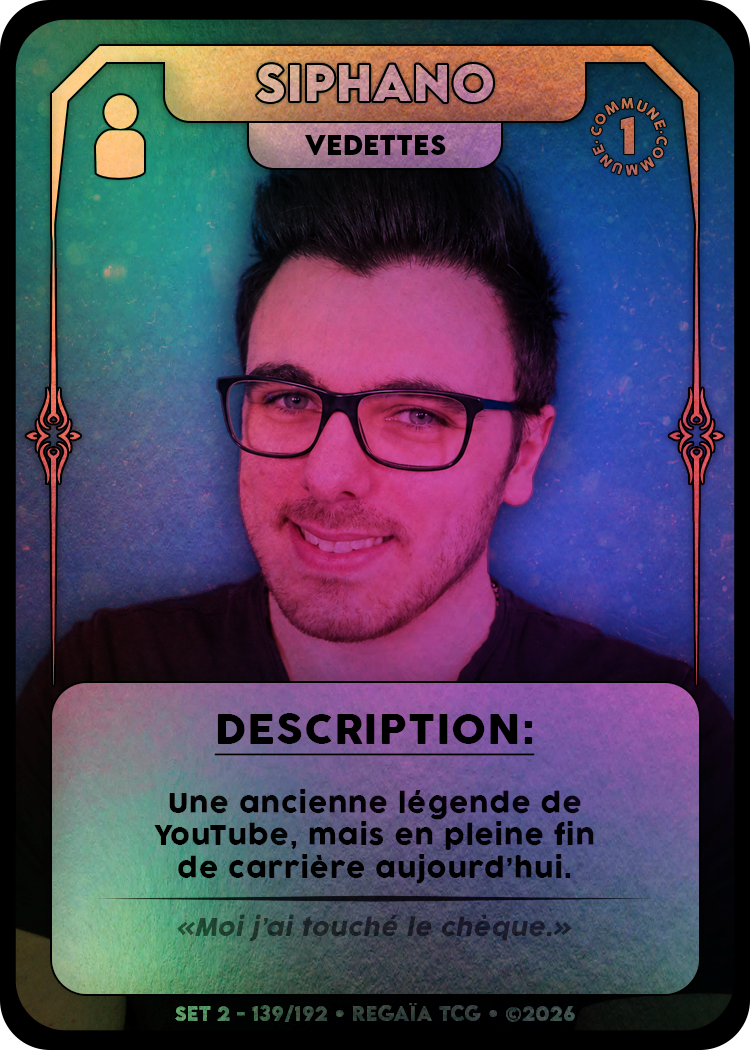 SIPHANO
VEDETTES
COMMUNE · COMMUNE ·
1
DESCRIPTION:
Une ancienne légende de
YouTube, mais en pleine fin
de carrière aujourd'hui.
«Moi j'ai touché le chèque.»
SET 2 - 139/192 • REGAÏA TCG • ©2026